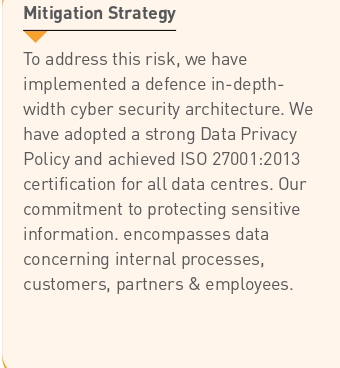 Mitigation Strategy
To address this risk, we have
implemented a defence in-depth-
width cyber security architecture. We
have adopted a strong Data Privacy
Policy and achieved ISO 27001:2013
certification for all data centres. Our
commitment to protecting sensitive
information. encompasses data
concerning internal processes,
customers, partners & employees.